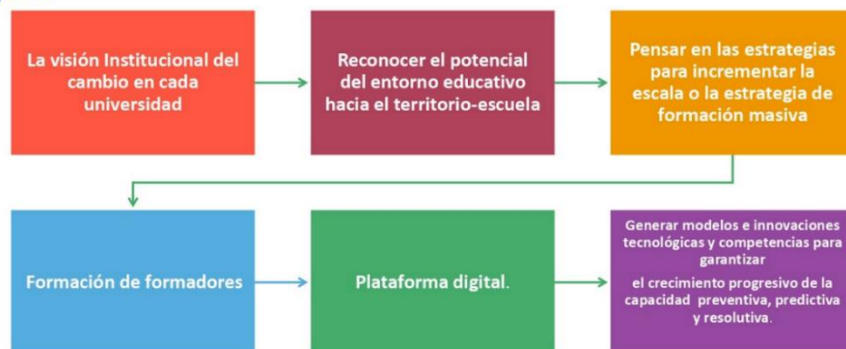 La visión Institucional del
cambio en cada
universidad
Reconocer el potencial
del entorno educativo
hacia el territorio-escuela
Pensar en las estrategias
para incrementar la
escala o la estrategia de
formación masiva
Formación de formadores
Plataforma digital.
Generar modelos e innovaciones
tecnológicas y competencias para
garantizar
el crecimiento progresivo de la
capacidad preventiva, predictiva
y resolutiva.